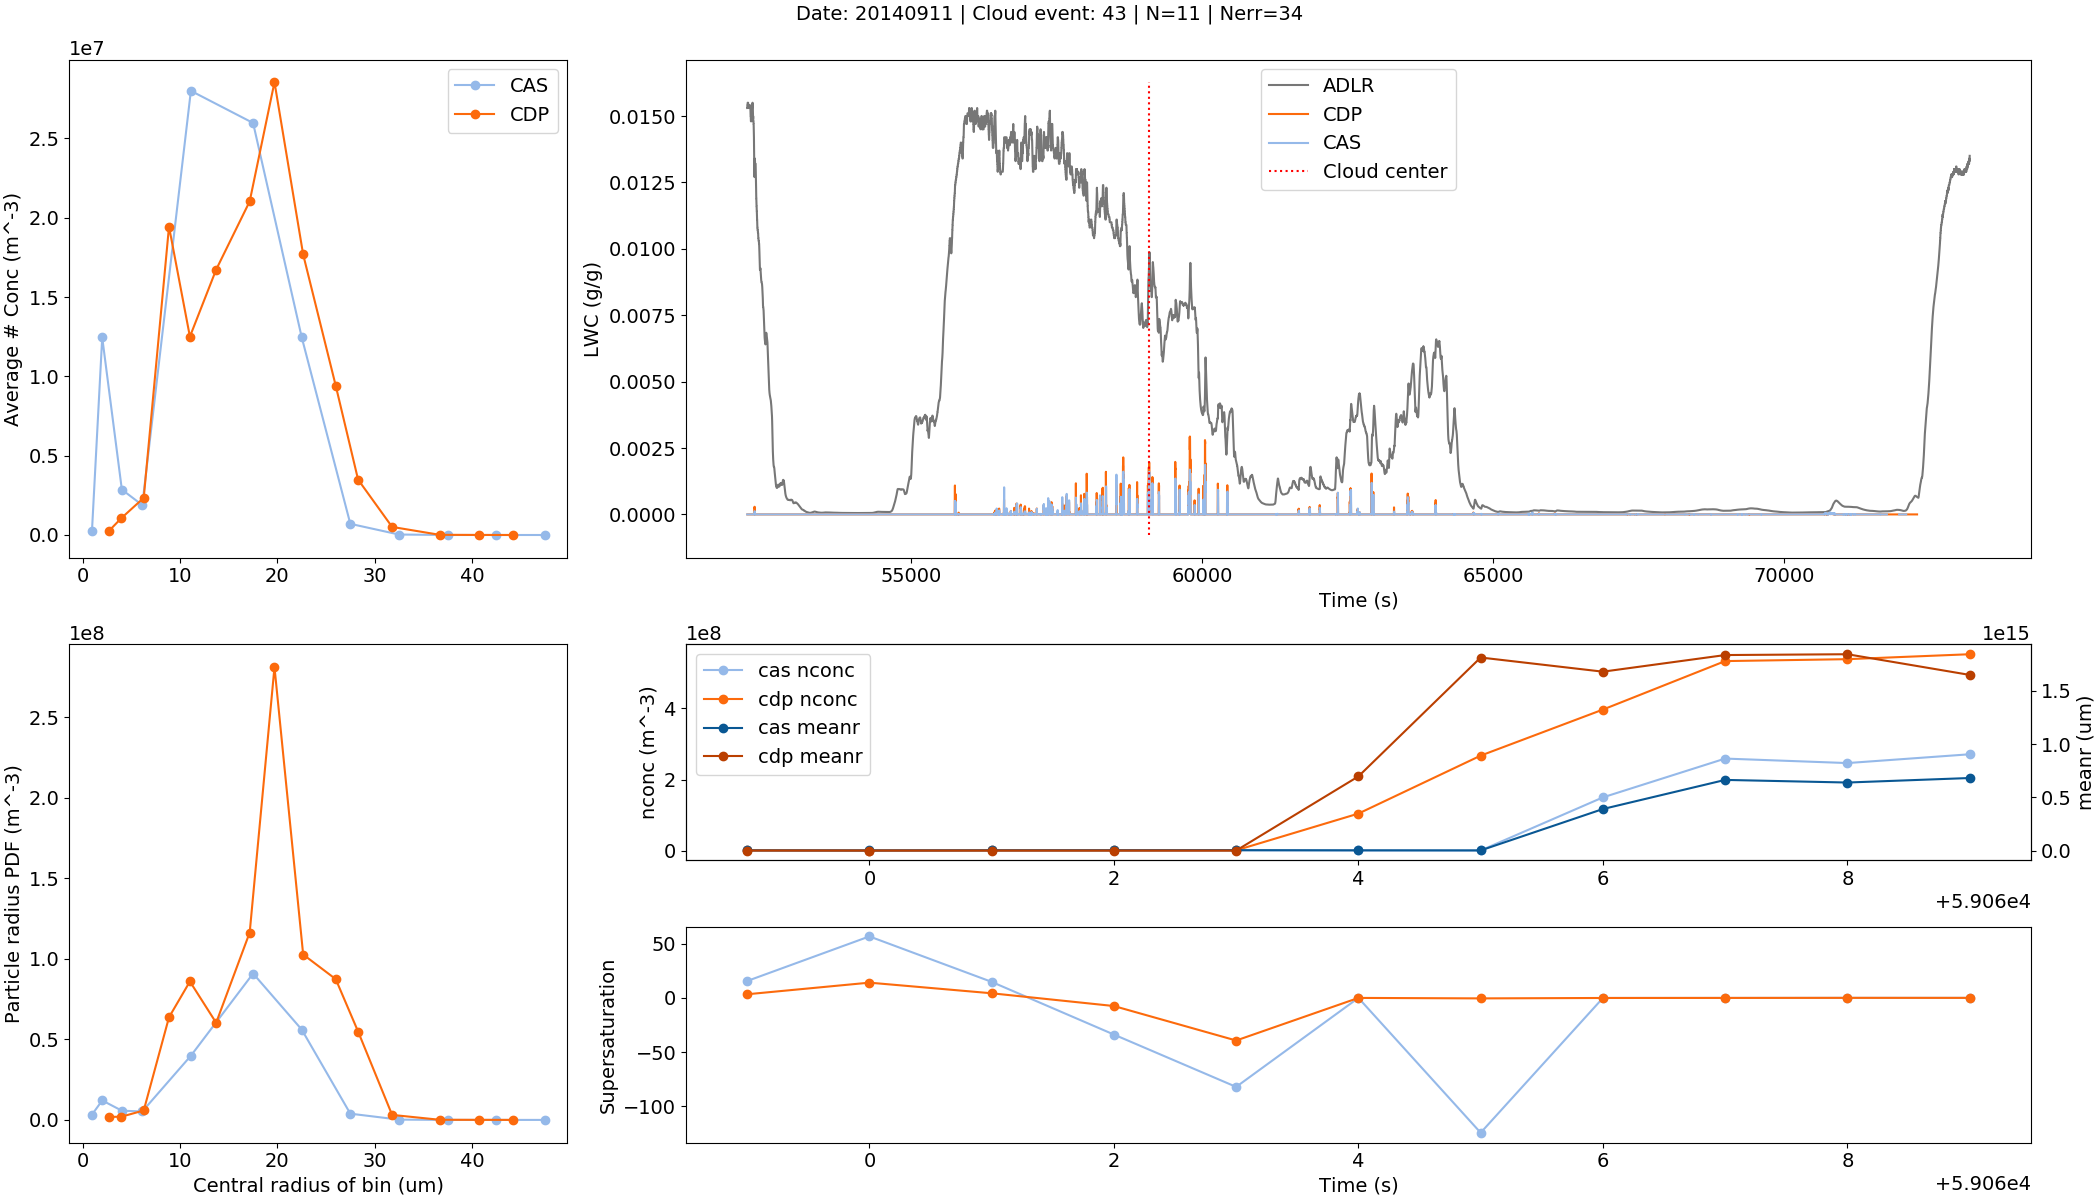 Date: 20140911 | Cloud event: 43 | N=11 | Nerr=34
1e7
Average # Conc (m^-3)
2.5
2.0
1.5
1.0
0.5
0.0
0 10 20 30 40
CAS
CDP
LWC (g/g)
0.0150
0.0125
0.0100
0.0075
0.0050
0.0025
0.0000
55000 60000 65000 70000
Time (s)
ADLR
CDP
CAS
Cloud center
1e8
Particle radius PDF (m^-3)
2.5
2.0
1.5
1.0
0.5
0.0
0 10 20 30 40
Central radius of bin (um)
1e8
1e15
nconc (m^-3)
4
2
0
cas nconc
cdp nconc
cas meanr
cdp meanr
1.5
1.0
0.5
0.0
meanr (um)
0 2 4 6 8
+5.906e4
Supersaturation
50
0
−50
−100
0 2 4 6 8
Time (s)
+5.906e4